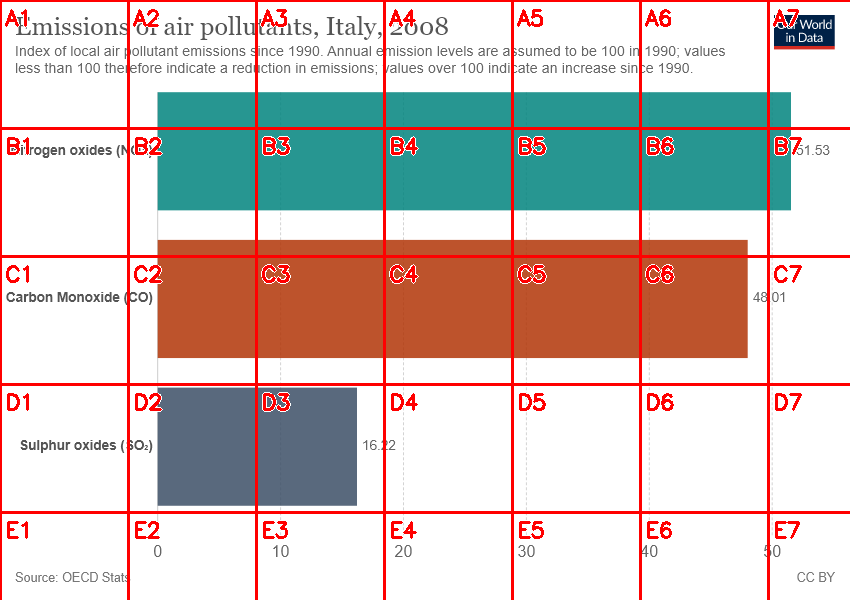 Emissions of air pollutants, Italy, 2008
Our World
in Data
Index of local air pollutant emissions since 1990. Annual emission levels are assumed to be 100 in 1990; values
less than 100 therefore indicate a reduction in emissions; values over 100 indicate an increase since 1990.
A1 A2 A3 A4 A5 A6 A7
B1 B2 B3 B4 B5 B6 B7
Nitrogen oxides (NOx) 51.53
C1 C2 C3 C4 C5 C6 C7
Carbon Monoxide (CO) 48.01
D1 D2 D3 D4 D5 D6 D7
Sulphur oxides (SO₂) 16.22
E1 E2 E3 E4 E5 E6 E7
0 10 20 30 40 50
Source: OECD Stats
CC BY